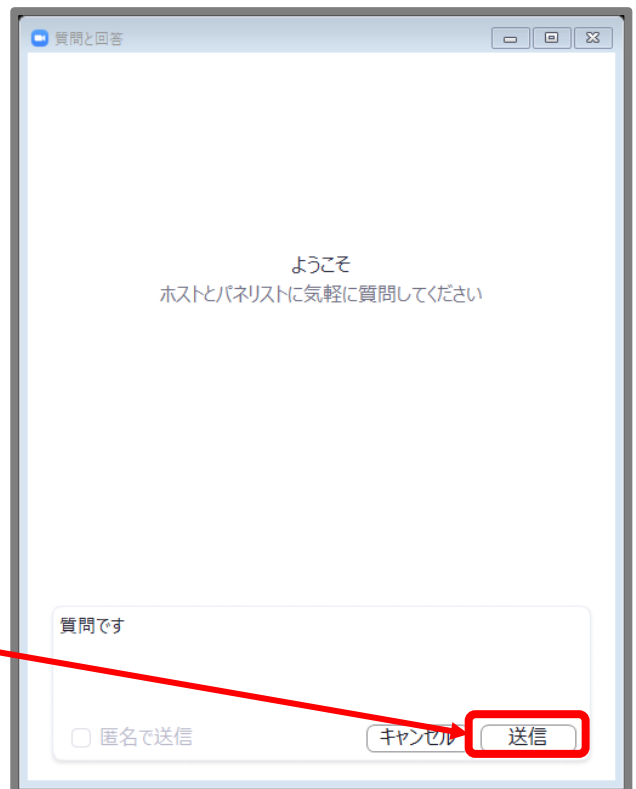 質問と回答
ようこそ
ホストとパネリストに気軽に質問してください
質問です
匿名で送信
キャンセル
送信